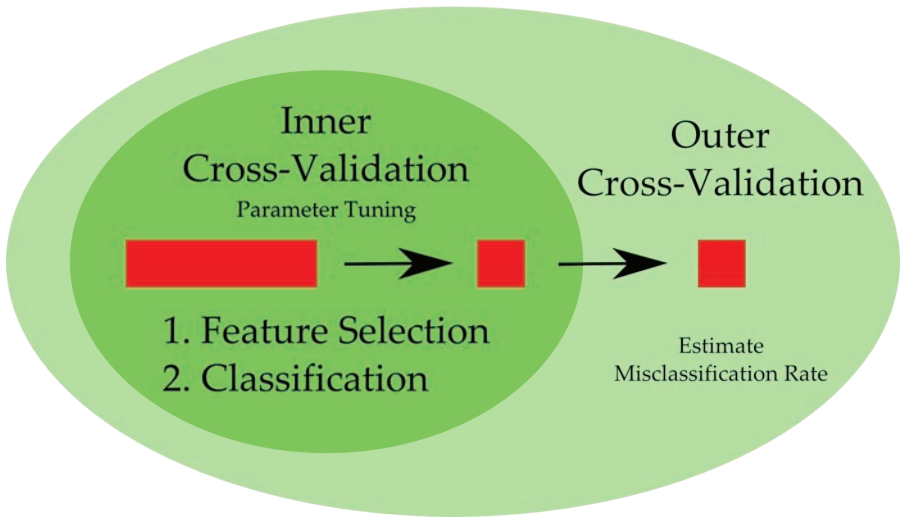 Inner
Cross-Validation
Parameter Tuning
1. Feature Selection
2. Classification
Outer
Cross-Validation
Estimate
Misclassification Rate